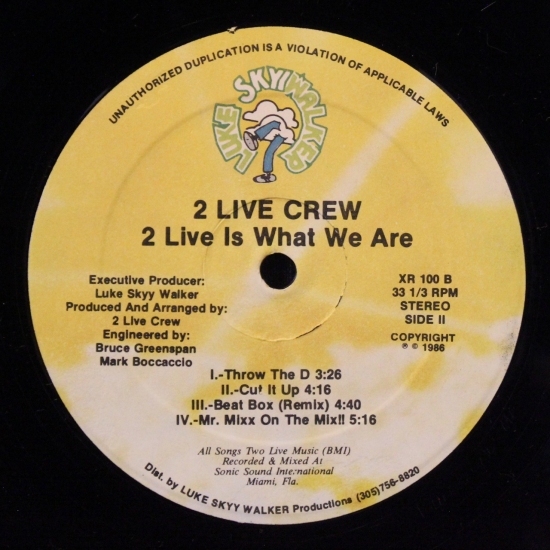 UNAUTHORIZED DUPLICATION IS A VIOLATION OF APPLICABLE LAWS
LUKE SKYYWALKER
2 LIVE CREW
2 Live Is What We Are
Executive Producer:
Luke Skyy Walker
Produced And Arranged by:
2 Live Crew
Engineered by:
Bruce Greenspan
Mark Boccaccio
XR 100 B
33 1/3 RPM
STEREO
SIDE II
COPYRIGHT
℗ © 1986
I.-Throw The D 3:26
II.-Cut It Up 4:16
III.-Beat Box (Remix) 4:40
IV.-Mr. Mixx On The Mix!! 5:16
All Songs Two Live Music (BMI)
Recorded & Mixed At
Sonic Sound International
Miami, Fla.
Dist. by LUKE SKYY WALKER Productions (305)756-8820